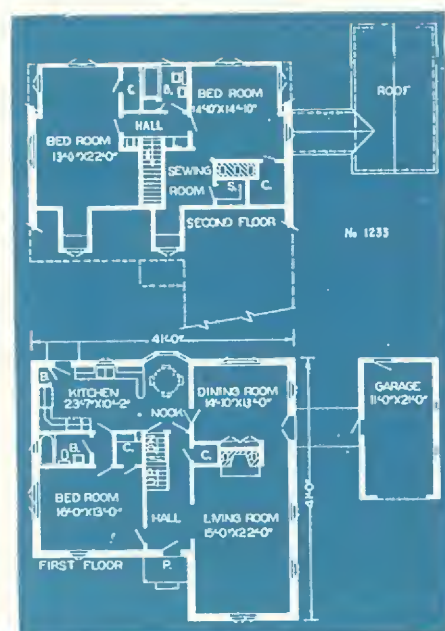 C.
B.
BED ROOM
14'-0"X14'-10"
ROOF
HALL
BED ROOM
13'-0"X22'-0"
SEWING
ROOM
S.
C.
SECOND FLOOR
No 1233
41'-0"
B.
KITCHEN
23'-7"X10'-2"
NOOK
DINING ROOM
14'-10"X13'-0"
GARAGE
11'-0"X21'-0"
B.
C.
C.
BED ROOM
16'-0"X13'-0"
HALL
LIVING ROOM
15'-0"X22'-0"
41'-0"
FIRST FLOOR
P.